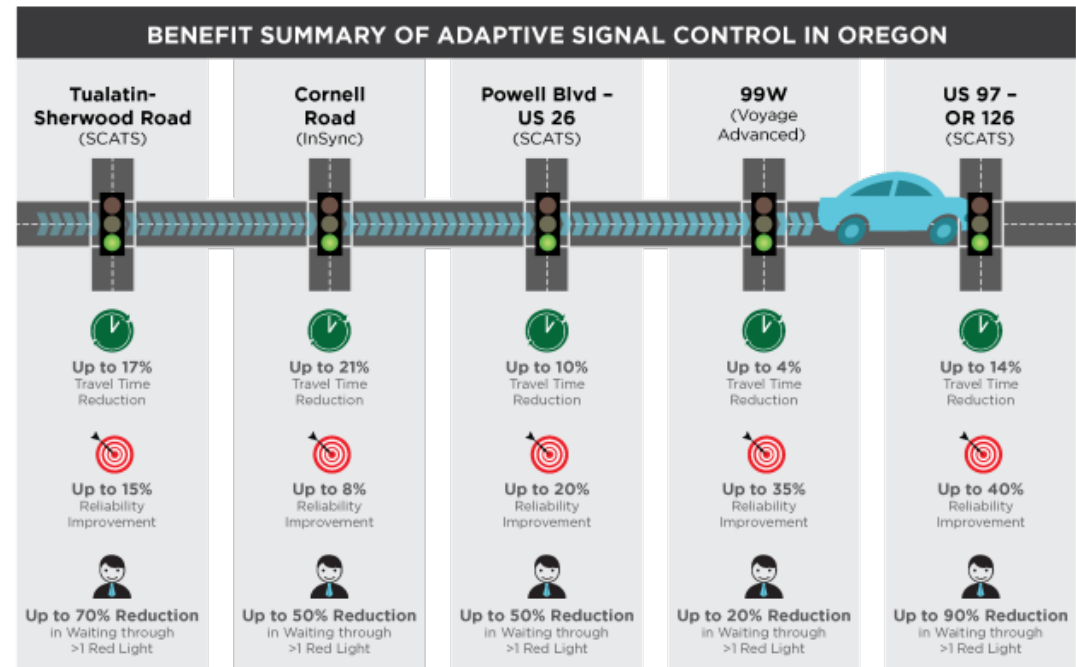 BENEFIT SUMMARY OF ADAPTIVE SIGNAL CONTROL IN OREGON
Tualatin-
Sherwood Road
(SCATS)
Up to 17%
Travel Time
Reduction
Up to 15%
Reliability
Improvement
Up to 70% Reduction
in Waiting through
>1 Red Light
Cornell
Road
(InSync)
Up to 21%
Travel Time
Reduction
Up to 8%
Reliability
Improvement
Up to 50% Reduction
in Waiting through
>1 Red Light
Powell Blvd –
US 26
(SCATS)
Up to 10%
Travel Time
Reduction
Up to 20%
Reliability
Improvement
Up to 50% Reduction
in Waiting through
>1 Red Light
99W
(Voyage
Advanced)
Up to 4%
Travel Time
Reduction
Up to 35%
Reliability
Improvement
Up to 20% Reduction
in Waiting through
>1 Red Light
US 97 –
OR 126
(SCATS)
Up to 14%
Travel Time
Reduction
Up to 40%
Reliability
Improvement
Up to 90% Reduction
in Waiting through
>1 Red Light